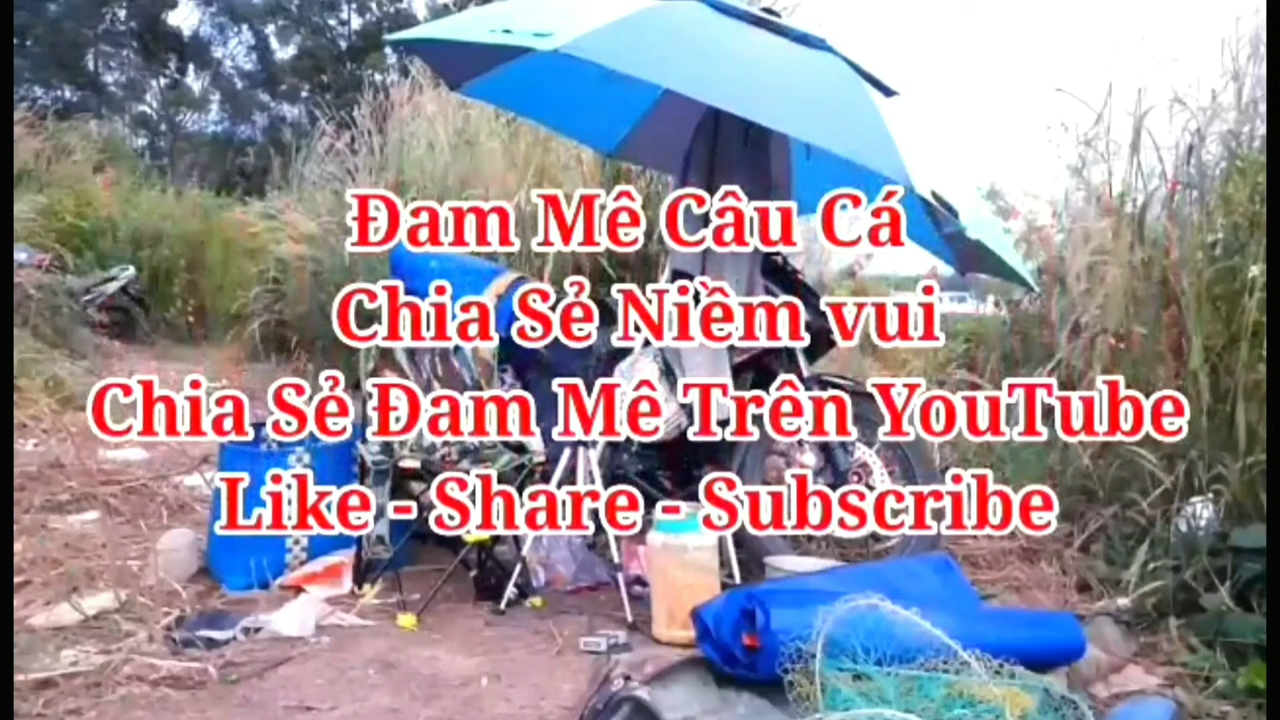 Đam Mê Câu Cá
Chia Sẻ Niềm vui
Chia Sẻ Đam Mê Trên YouTube
Like - Share - Subscribe